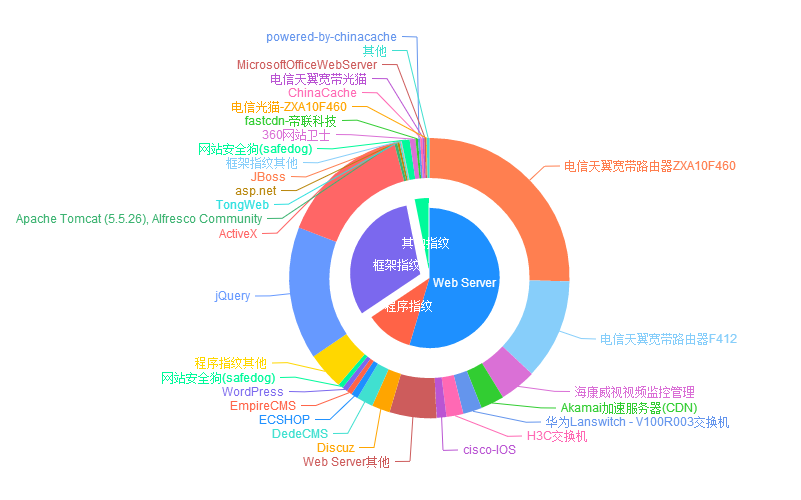 powered-by-chinacache
其他
MicrosoftOfficeWebServer
电信天翼宽带光猫
ChinaCache
电信光猫-ZXA10F460
fastcdn-帝联科技
360网站卫士
网站安全狗(safedog)
框架指纹其他
JBoss
asp.net
TongWeb
Apache Tomcat (5.5.26), Alfresco Community
ActiveX
jQuery
程序指纹其他
网站安全狗(safedog)
WordPress
EmpireCMS
ECSHOP
DedeCMS
Discuz
Web Server其他
电信天翼宽带路由器ZXA10F460
电信天翼宽带路由器F412
海康威视视频监控管理
Akamai加速服务器(CDN)
华为Lanswitch - V100R003交换机
H3C交换机
cisco-IOS
其他指纹
框架指纹
Web Server
程序指纹